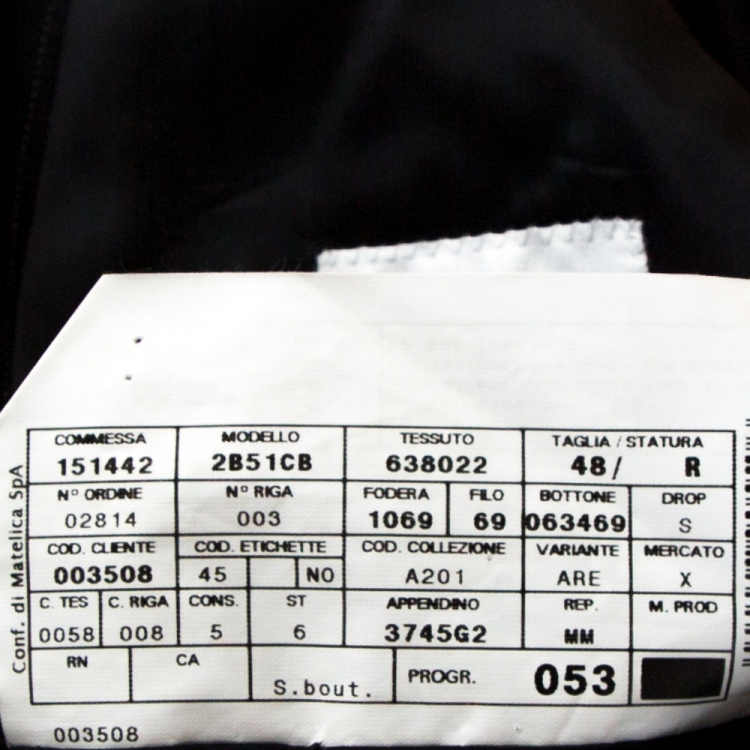 COMMESSA MODELLO TESSUTO TAGLIA / STATURA
151442 2B51CB 638022 48/ R
Nº ORDINE Nº RIGA FODERA FILO BOTTONE DROP
02814 003 1069 69 063469 S
COD. CLIENTE COD. ETICHETTE COD. COLLEZIONE VARIANTE MERCATO
003508 45 NO A201 ARE X
C. TES C. RIGA CONS. ST APPENDINO REP. M. PROD
0058 008 5 6 3745G2 MM
RN CA PROGR. 053
S.bout.
003508
Conf. di Matelica SpA